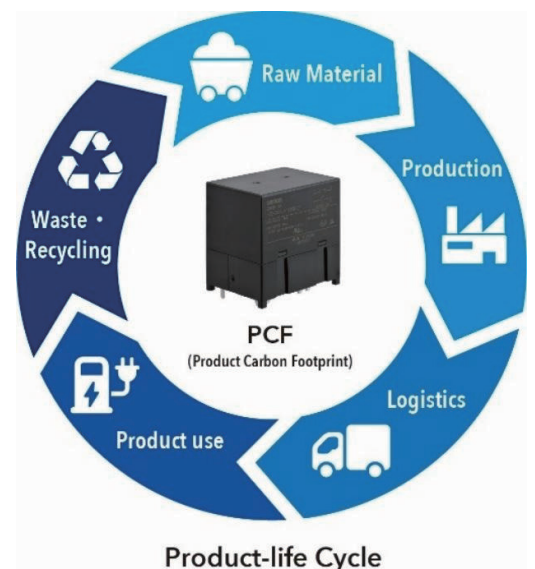 Raw Material
Production
Logistics
Product use
Waste・
Recycling
PCF
(Product Carbon Footprint)
Product-life Cycle